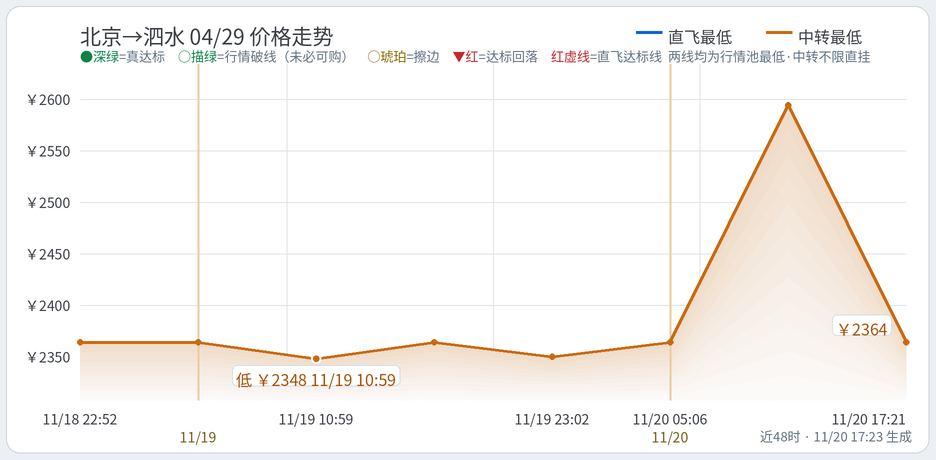 北京→泗水 04/29 价格走势
直飞最低 中转最低
●深绿=真达标 ○描绿=行情破线（未必可购） ○琥珀=擦边 ▼红=达标回落 红虚线=直飞达标线 两线均为行情池最低·中转不限直挂
￥2600
￥2550
￥2500
￥2450
￥2400
￥2350
￥2364
低 ￥2348 11/19 10:59
11/18 22:52 11/19 10:59 11/19 23:02 11/20 05:06 11/20 17:21
11/19 11/20
近48时 · 11/20 17:23 生成